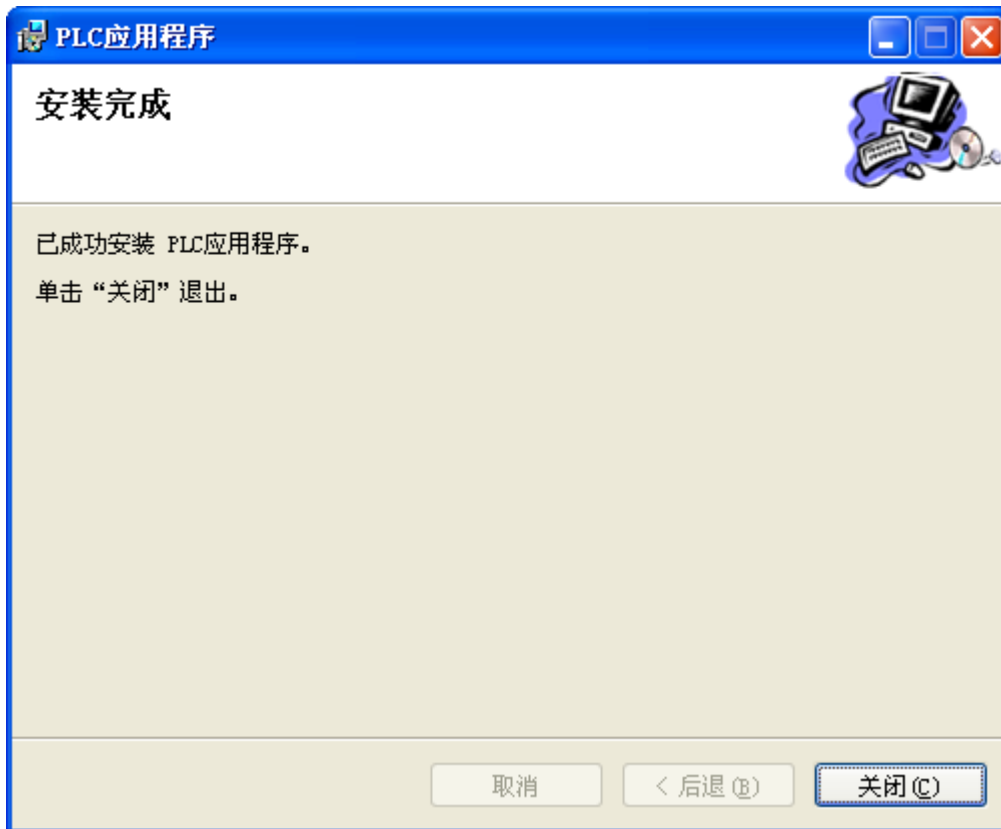 PLC应用程序
安装完成
已成功安装 PLC应用程序。
单击“关闭”退出。
取消
< 后退(B)
关闭(C)